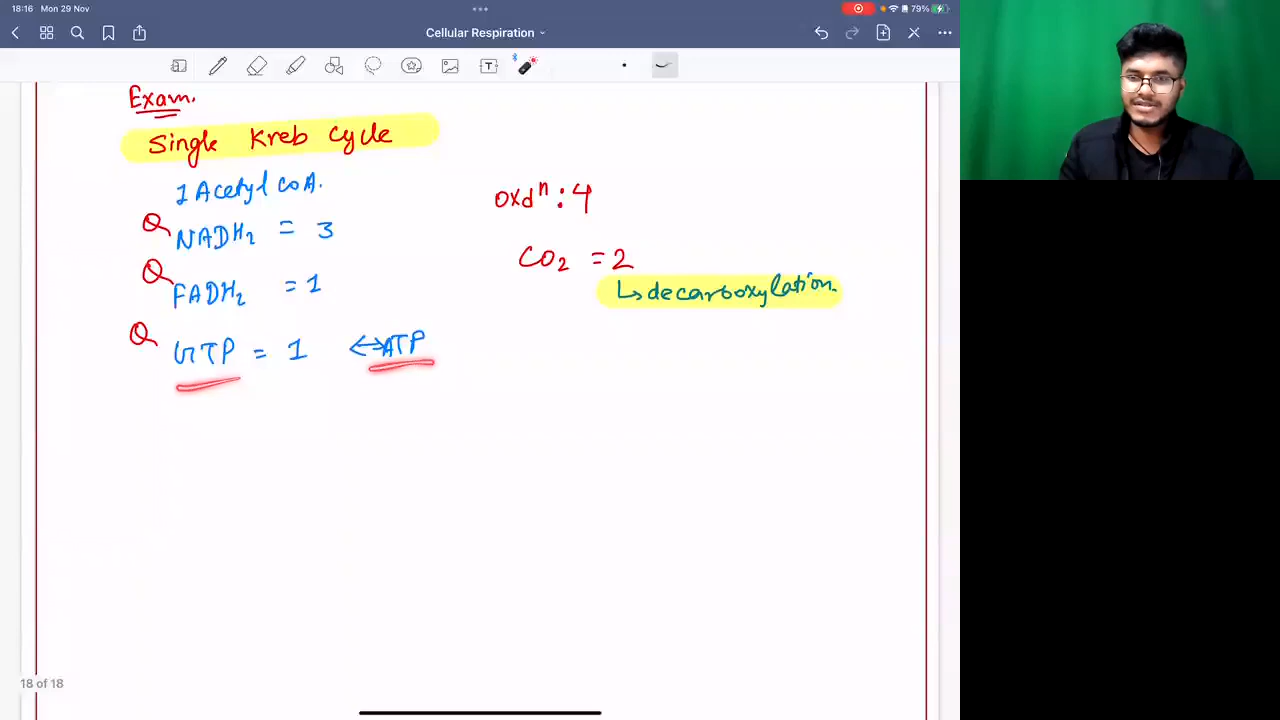 18:16 Mon 29 Nov
79%
Cellular Respiration
Exam.
Single Kreb Cycle
1 Acetyl CoA.
Q NADH2 = 3
Q FADH2 = 1
Q GTP = 1 ↔ ATP
oxdn : 4
CO2 = 2
↳ decarboxylation.
18 of 18